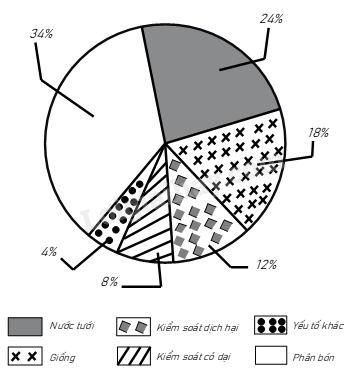 24%
34%
18%
12%
4%
8%
Nước tưới
Kiểm soát dịch hại
Yếu tố khác
Giống
Kiểm soát cỏ dại
Phân bón